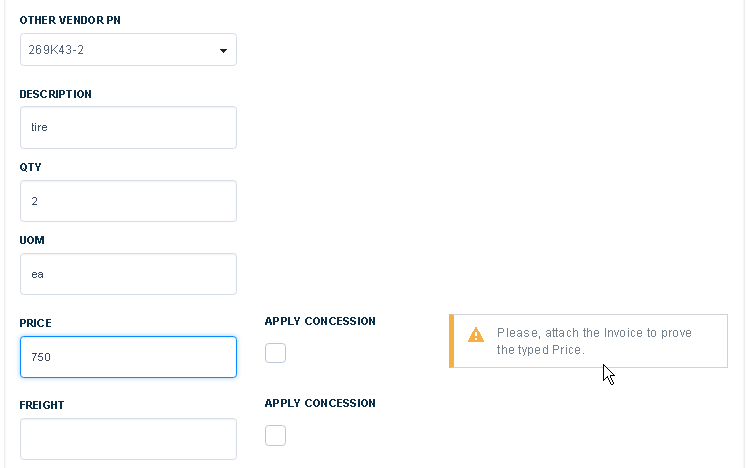 OTHER VENDOR PN
269K43-2
DESCRIPTION
tire
QTY
2
UOM
ea
PRICE
APPLY CONCESSION
750
Please, attach the Invoice to prove
the typed Price.
FREIGHT
APPLY CONCESSION